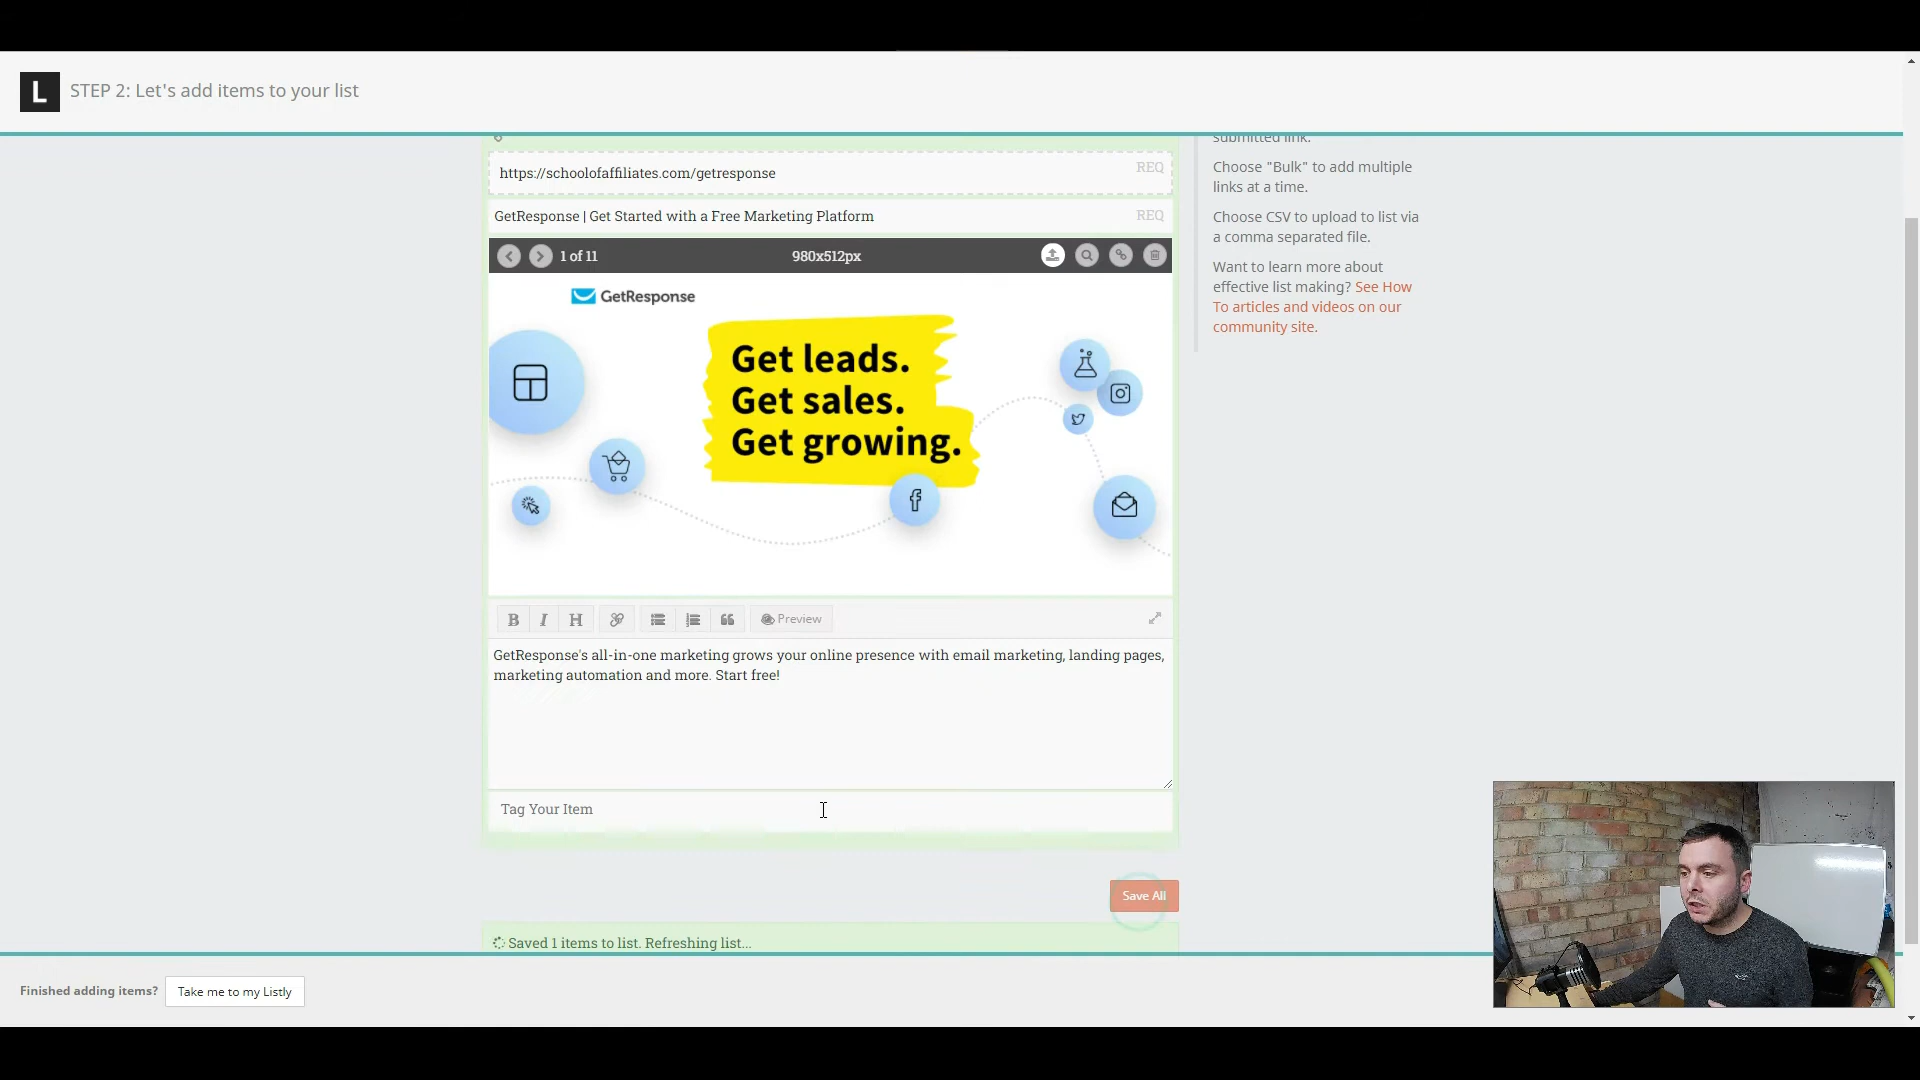 L STEP 2: Let's add items to your list
submitted link.
https://schoolofaffiliates.com/getresponse REQ
Choose "Bulk" to add multiple
links at a time.
GetResponse | Get Started with a Free Marketing Platform REQ
Choose CSV to upload to list via
a comma separated file.
1 of 11 980x512px
Want to learn more about
effective list making? See How
To articles and videos on our
community site.
GetResponse
Get leads.
Get sales.
Get growing.
B I H Preview
GetResponse's all-in-one marketing grows your online presence with email marketing, landing pages,
marketing automation and more. Start free!
Tag Your Item
Save All
Saved 1 items to list. Refreshing list...
Finished adding items? Take me to my Listly